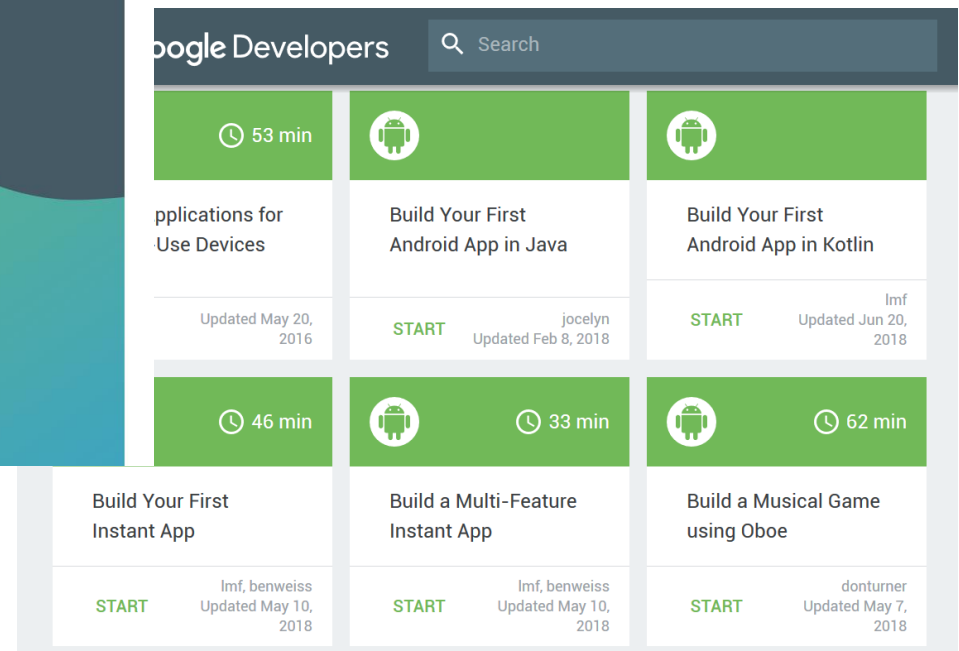 oogle Developers
Search
53 min
pplications for
-Use Devices
Updated May 20,
2016
Build Your First
Android App in Java
START
jocelyn
Updated Feb 8, 2018
Build Your First
Android App in Kotlin
START
lmf
Updated Jun 20,
2018
46 min
Build Your First
Instant App
START
lmf, benweiss
Updated May 10,
2018
33 min
Build a Multi-Feature
Instant App
START
lmf, benweiss
Updated May 10,
2018
62 min
Build a Musical Game
using Oboe
START
donturner
Updated May 7,
2018